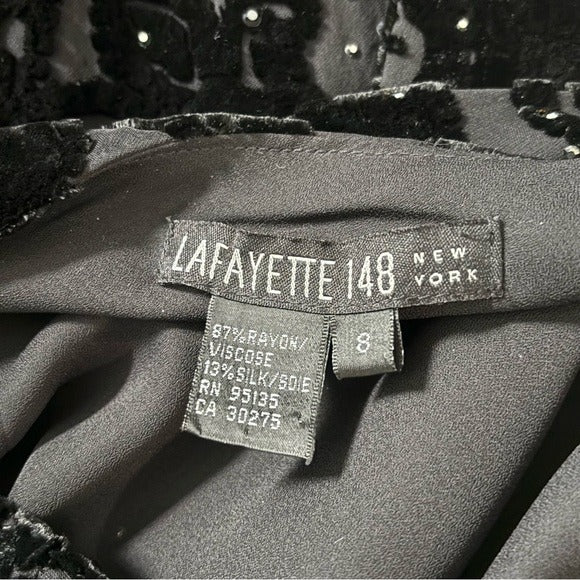 LAFAYETTE 148 NEW YORK
87%RAYON/
VISCOSE
13%SILK/SOIE
RN 95135
CA 30275
8